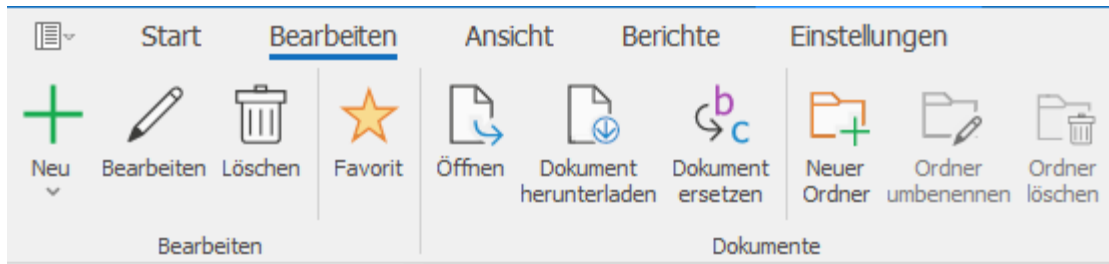 Start Bearbeiten Ansicht Berichte Einstellungen
b
c
Neu Bearbeiten Löschen Favorit Öffnen Dokument herunterladen Dokument ersetzen Neuer Ordner Ordner umbenennen Ordner löschen
Bearbeiten Dokumente